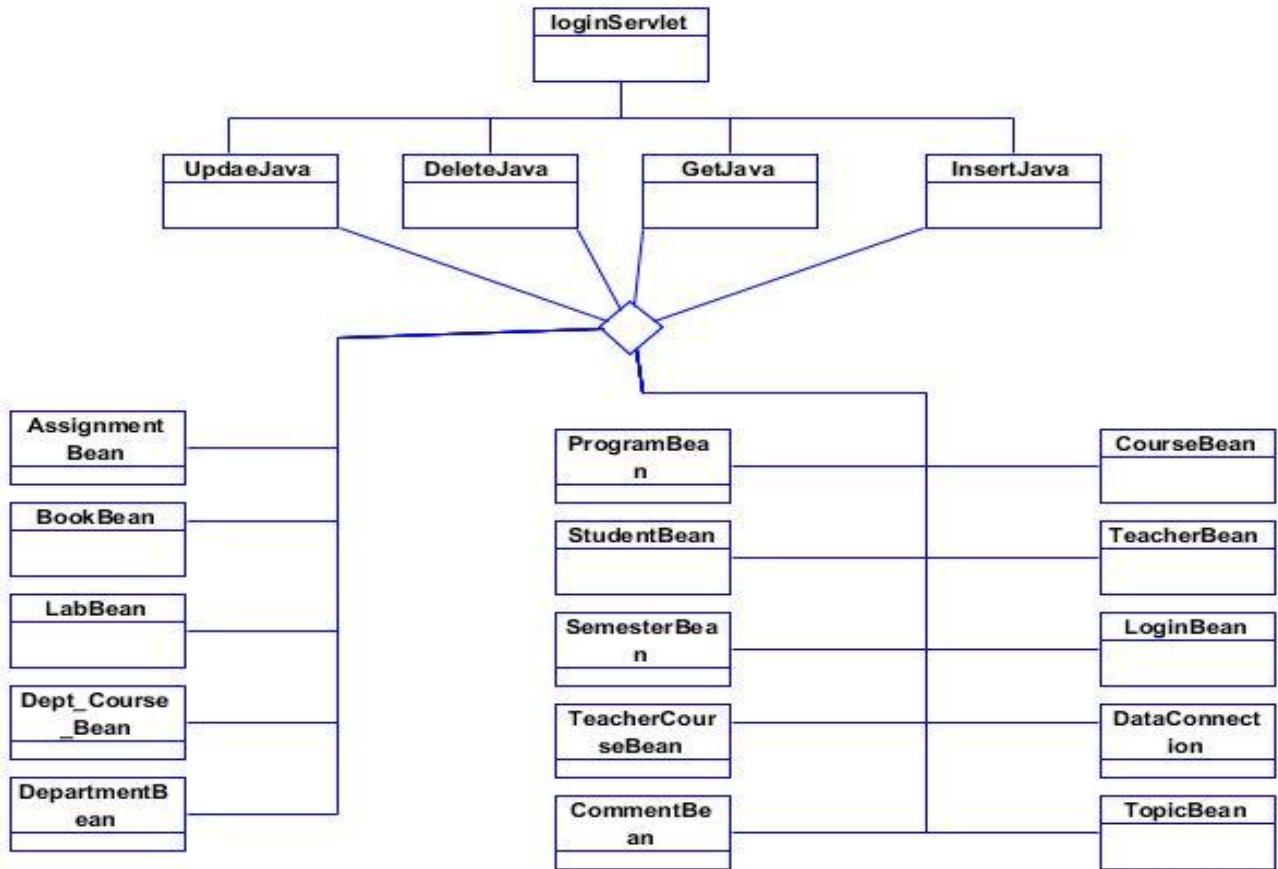 loginServlet
UpdaeJava
DeleteJava
GetJava
InsertJava
Assignment
Bean
BookBean
LabBean
Dept_Course
_Bean
DepartmentB
ean
ProgramBea
n
StudentBean
SemesterBea
n
TeacherCour
seBean
CommentBe
an
CourseBean
TeacherBean
LoginBean
DataConnect
ion
TopicBean